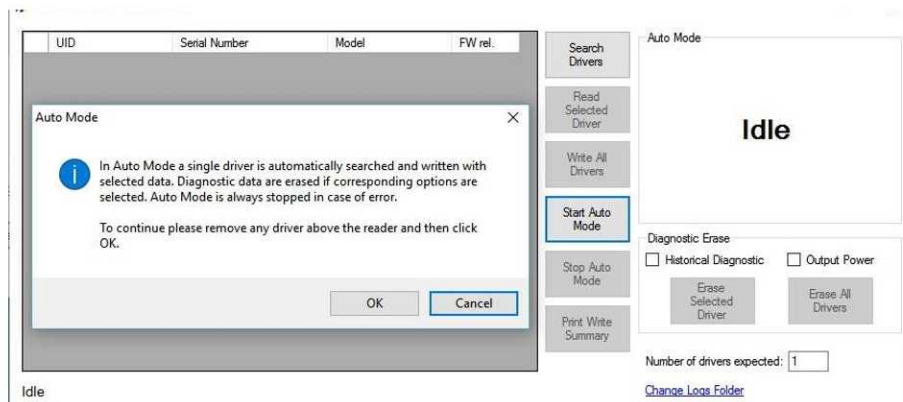 UID Serial Number Model FW rel.
Search
Drivers
Read
Selected
Driver
Write All
Drivers
Start Auto
Mode
Stop Auto
Mode
Print Write
Summary
Auto Mode
Idle
Auto Mode
In Auto Mode a single driver is automatically searched and written with
selected data. Diagnostic data are erased if corresponding options are
selected. Auto Mode is always stopped in case of error.
To continue please remove any driver above the reader and then click
OK.
OK Cancel
Diagnostic Erase
Historical Diagnostic Output Power
Erase
Selected
Driver
Erase All
Drivers
Number of drivers expected: 1
Change Logs Folder
Idle